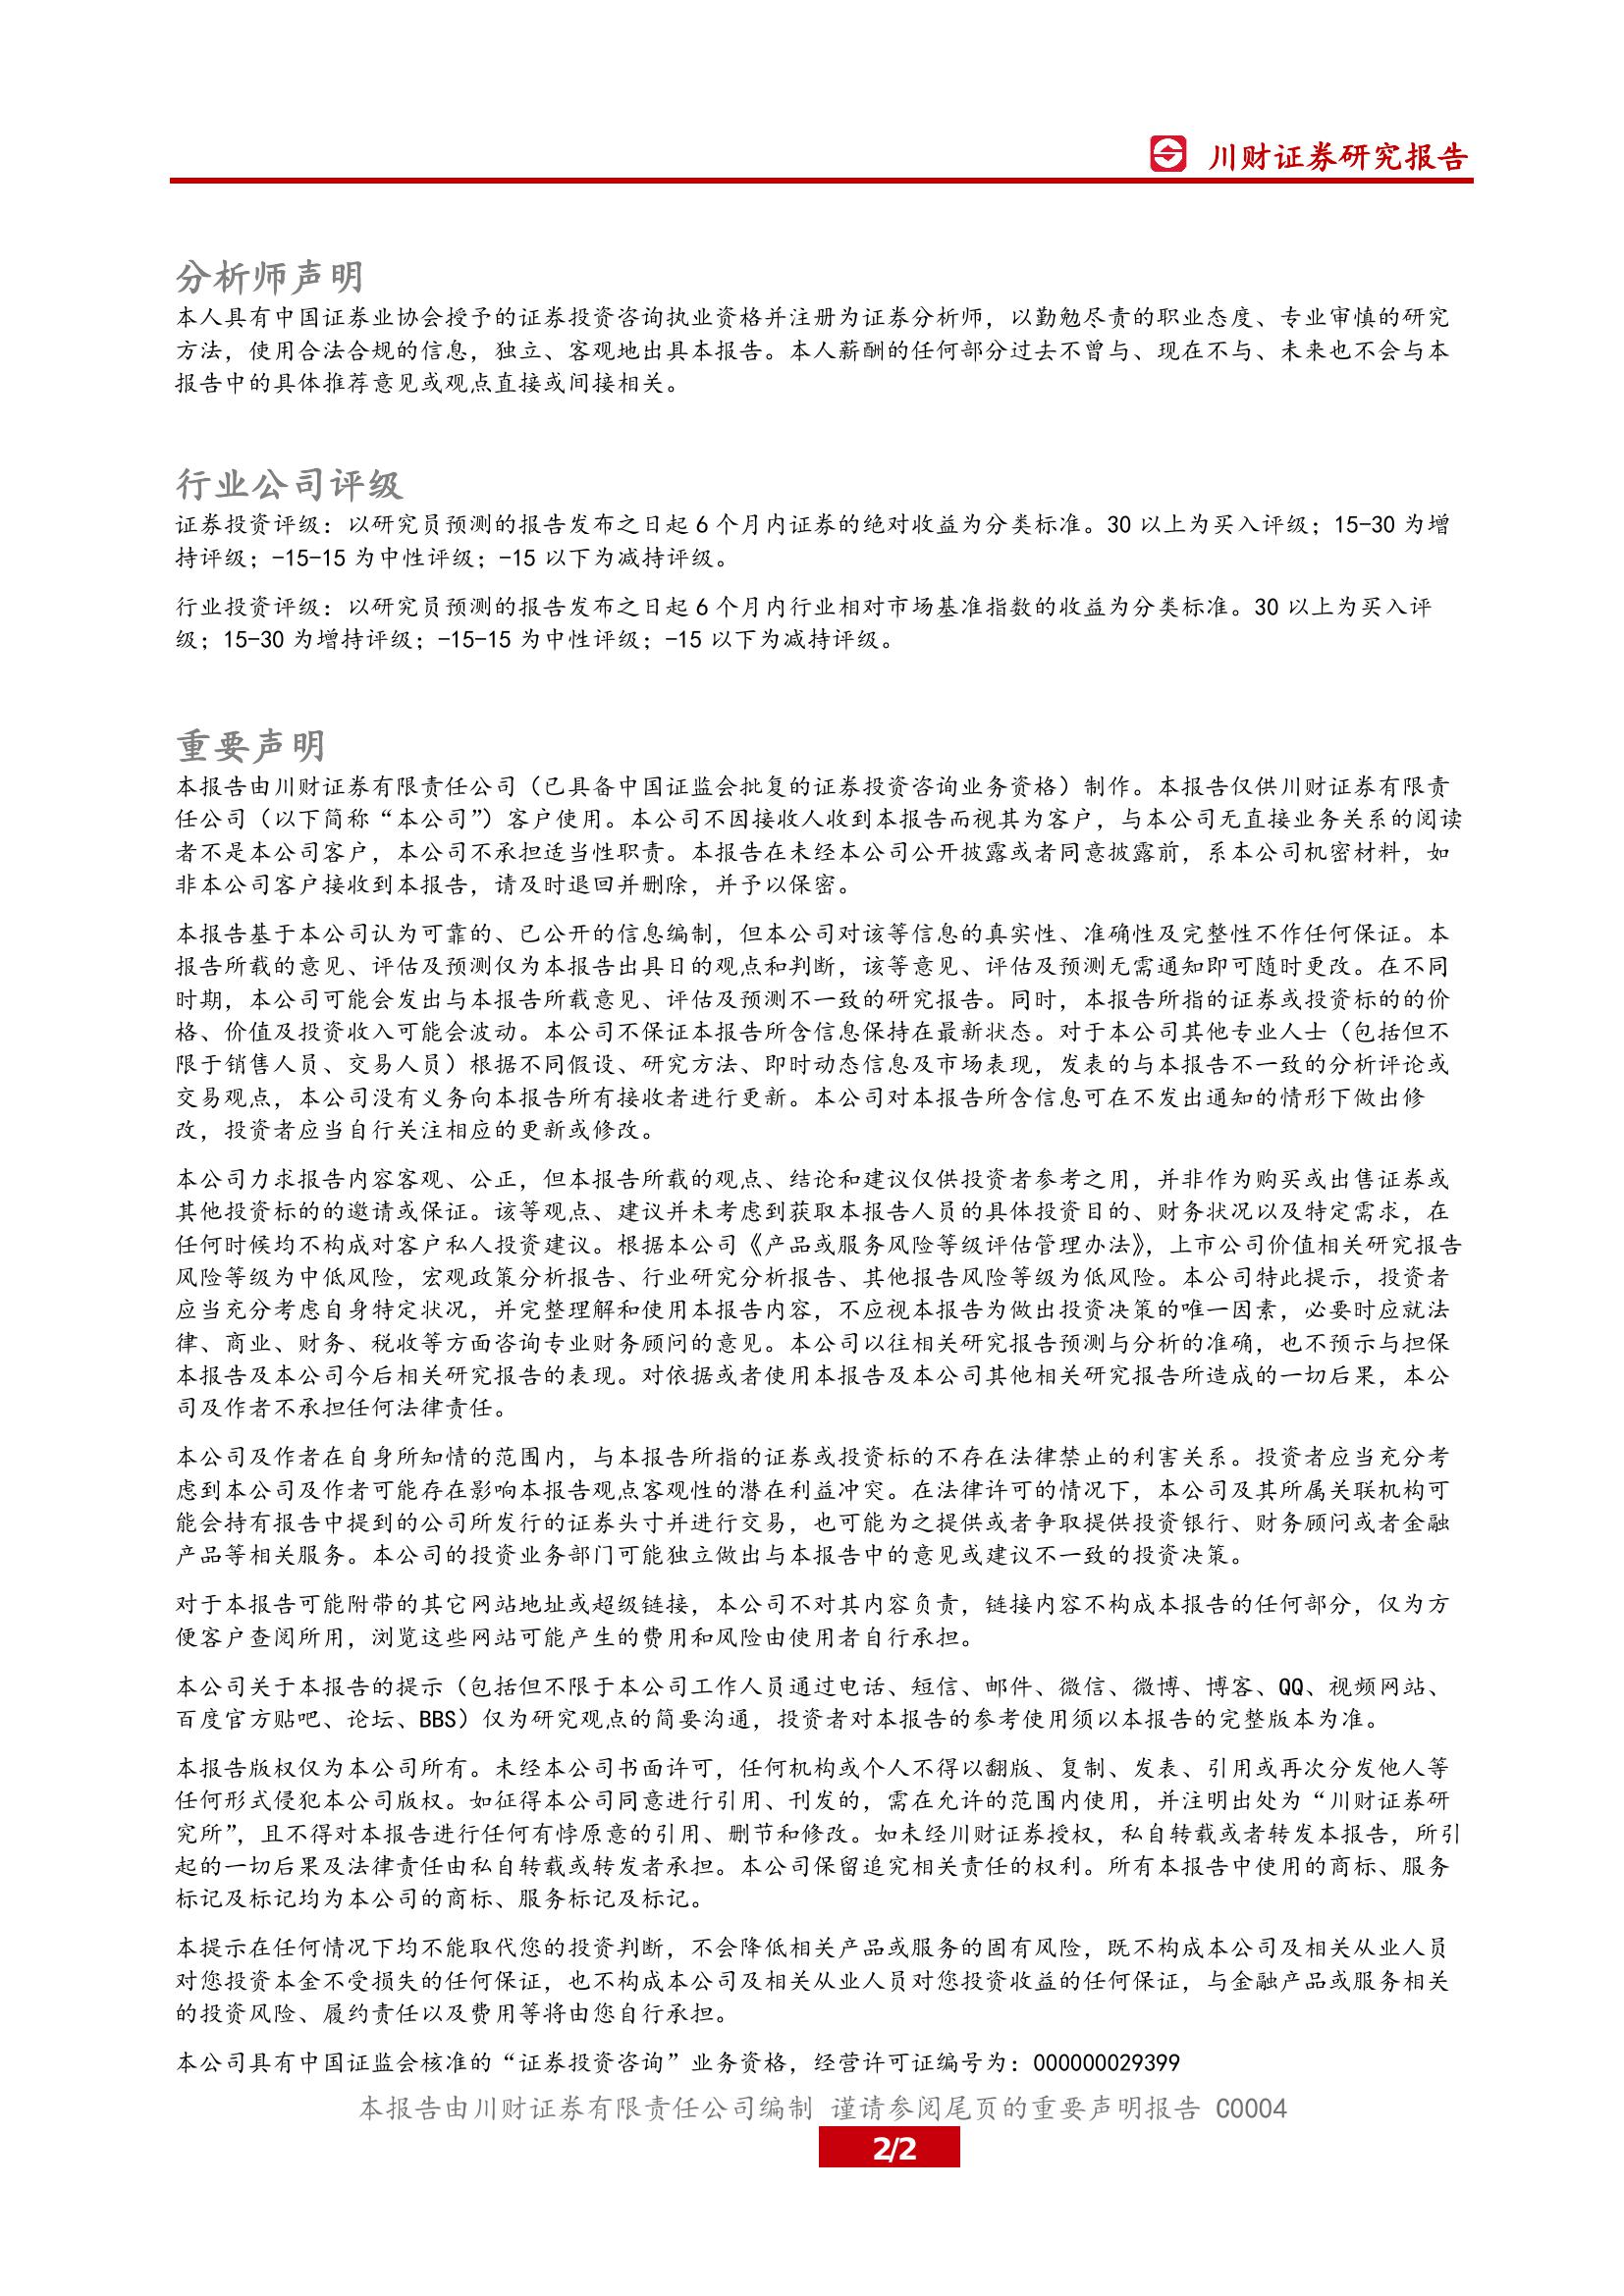 川财证券研究报告
分析师声明
本人具有中国证券业协会授予的证券投资咨询执业资格并注册为证券分析师，以勤勉尽责的职业态度、专业审慎的研究
方法，使用合法合规的信息，独立、客观地出具本报告。本人薪酬的任何部分过去不曾与、现在不与、未来也不会与本
报告中的具体推荐意见或观点直接或间接相关。
行业公司评级
证券投资评级：以研究员预测的报告发布之日起 6 个月内证券的绝对收益为分类标准。30 以上为买入评级；15-30 为增
持评级；-15-15 为中性评级；-15 以下为减持评级。
行业投资评级：以研究员预测的报告发布之日起 6 个月内行业相对市场基准指数的收益为分类标准。30 以上为买入评
级；15-30 为增持评级；-15-15 为中性评级；-15 以下为减持评级。
重要声明
本报告由川财证券有限责任公司（已具备中国证监会批复的证券投资咨询业务资格）制作。本报告仅供川财证券有限责
任公司（以下简称“本公司”）客户使用。本公司不因接收人收到本报告而视其为客户，与本公司无直接业务关系的阅读
者不是本公司客户，本公司不承担适当性职责。本报告在未经本公司公开披露或者同意披露前，系本公司机密材料，如
非本公司客户接收到本报告，请及时退回并删除，并予以保密。
本报告基于本公司认为可靠的、已公开的信息编制，但本公司对该等信息的真实性、准确性及完整性不作任何保证。本
报告所载的意见、评估及预测仅为本报告出具日的观点和判断，该等意见、评估及预测无需通知即可随时更改。在不同
时期，本公司可能会发出与本报告所载意见、评估及预测不一致的研究报告。同时，本报告所指的证券或投资标的的价
格、价值及投资收入可能会波动。本公司不保证本报告所含信息保持在最新状态。对于本公司其他专业人士（包括但不
限于销售人员、交易人员）根据不同假设、研究方法、即时动态信息及市场表现，发表的与本报告不一致的分析评论或
交易观点，本公司没有义务向本报告所有接收者进行更新。本公司对本报告所含信息可在不发出通知的情形下做出修
改，投资者应当自行关注相应的更新或修改。
本公司力求报告内容客观、公正，但本报告所载的观点、结论和建议仅供投资者参考之用，并非作为购买或出售证券或
其他投资标的的邀请或保证。该等观点、建议并未考虑到获取本报告人员的具体投资目的、财务状况以及特定需求，在
任何时候均不构成对客户私人投资建议。根据本公司《产品或服务风险等级评估管理办法》，上市公司价值相关研究报告
风险等级为中低风险，宏观政策分析报告、行业研究分析报告、其他报告风险等级为低风险。本公司特此提示，投资者
应当充分考虑自身特定状况，并完整理解和使用本报告内容，不应视本报告为做出投资决策的唯一因素，必要时应就法
律、商业、财务、税收等方面咨询专业财务顾问的意见。本公司以往相关研究报告预测与分析的准确，也不预示与担保
本报告及本公司今后相关研究报告的表现。对依据或者使用本报告及本公司其他相关研究报告所造成的一切后果，本公
司及作者不承担任何法律责任。
本公司及作者在自身所知情的范围内，与本报告所指的证券或投资标的不存在法律禁止的利害关系。投资者应当充分考
虑到本公司及作者可能存在影响本报告观点客观性的潜在利益冲突。在法律许可的情况下，本公司及其所属关联机构可
能会持有报告中提到的公司所发行的证券头寸并进行交易，也可能为之提供或者争取提供投资银行、财务顾问或者金融
产品等相关服务。本公司的投资业务部门可能独立做出与本报告中的意见或建议不一致的投资决策。
对于本报告可能附带的其它网站地址或超级链接，本公司不对其内容负责，链接内容不构成本报告的任何部分，仅为方
便客户查阅所用，浏览这些网站可能产生的费用和风险由使用者自行承担。
本公司关于本报告的提示（包括但不限于本公司工作人员通过电话、短信、邮件、微信、微博、博客、QQ、视频网站、
百度官方贴吧、论坛、BBS）仅为研究观点的简要沟通，投资者对本报告的参考使用须以本报告的完整版本为准。
本报告版权仅为本公司所有。未经本公司书面许可，任何机构或个人不得以翻版、复制、发表、引用或再次分发他人等
任何形式侵犯本公司版权。如征得本公司同意进行引用、刊发的，需在允许的范围内使用，并注明出处为“川财证券研
究所”，且不得对本报告进行任何有悖原意的引用、删节和修改。如未经川财证券授权，私自转载或者转发本报告，所引
起的一切后果及法律责任由私自转载或转发者承担。本公司保留追究相关责任的权利。所有本报告中使用的商标、服务
标记及标记均为本公司的商标、服务标记及标记。
本提示在任何情况下均不能取代您的投资判断，不会降低相关产品或服务的固有风险，既不构成本公司及相关从业人员
对您投资本金不受损失的任何保证，也不构成本公司及相关从业人员对您投资收益的任何保证，与金融产品或服务相关
的投资风险、履约责任以及费用等将由您自行承担。
本公司具有中国证监会核准的“证券投资咨询”业务资格，经营许可证编号为：000000029399
本报告由川财证券有限责任公司编制 谨请参阅尾页的重要声明报告 C0004
2/2